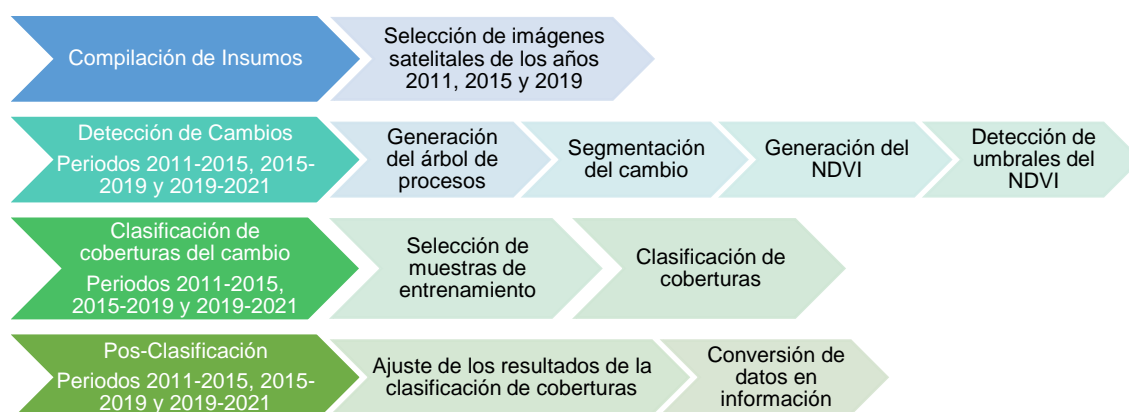 Compilación de Insumos
Selección de imágenes
satelitales de los años
2011, 2015 y 2019
Detección de Cambios
Periodos 2011-2015, 2015-
2019 y 2019-2021
Generación
del árbol de
procesos
Segmentación
del cambio
Generación del
NDVI
Detección de
umbrales del
NDVI
Clasificación de
coberturas del cambio
Periodos 2011-2015,
2015-2019 y 2019-2021
Selección de
muestras de
entrenamiento
Clasificación de
coberturas
Pos-Clasificación
Periodos 2011-2015, 2015-
2019 y 2019-2021
Ajuste de los resultados de la
clasificación de coberturas
Conversión de
datos en
información